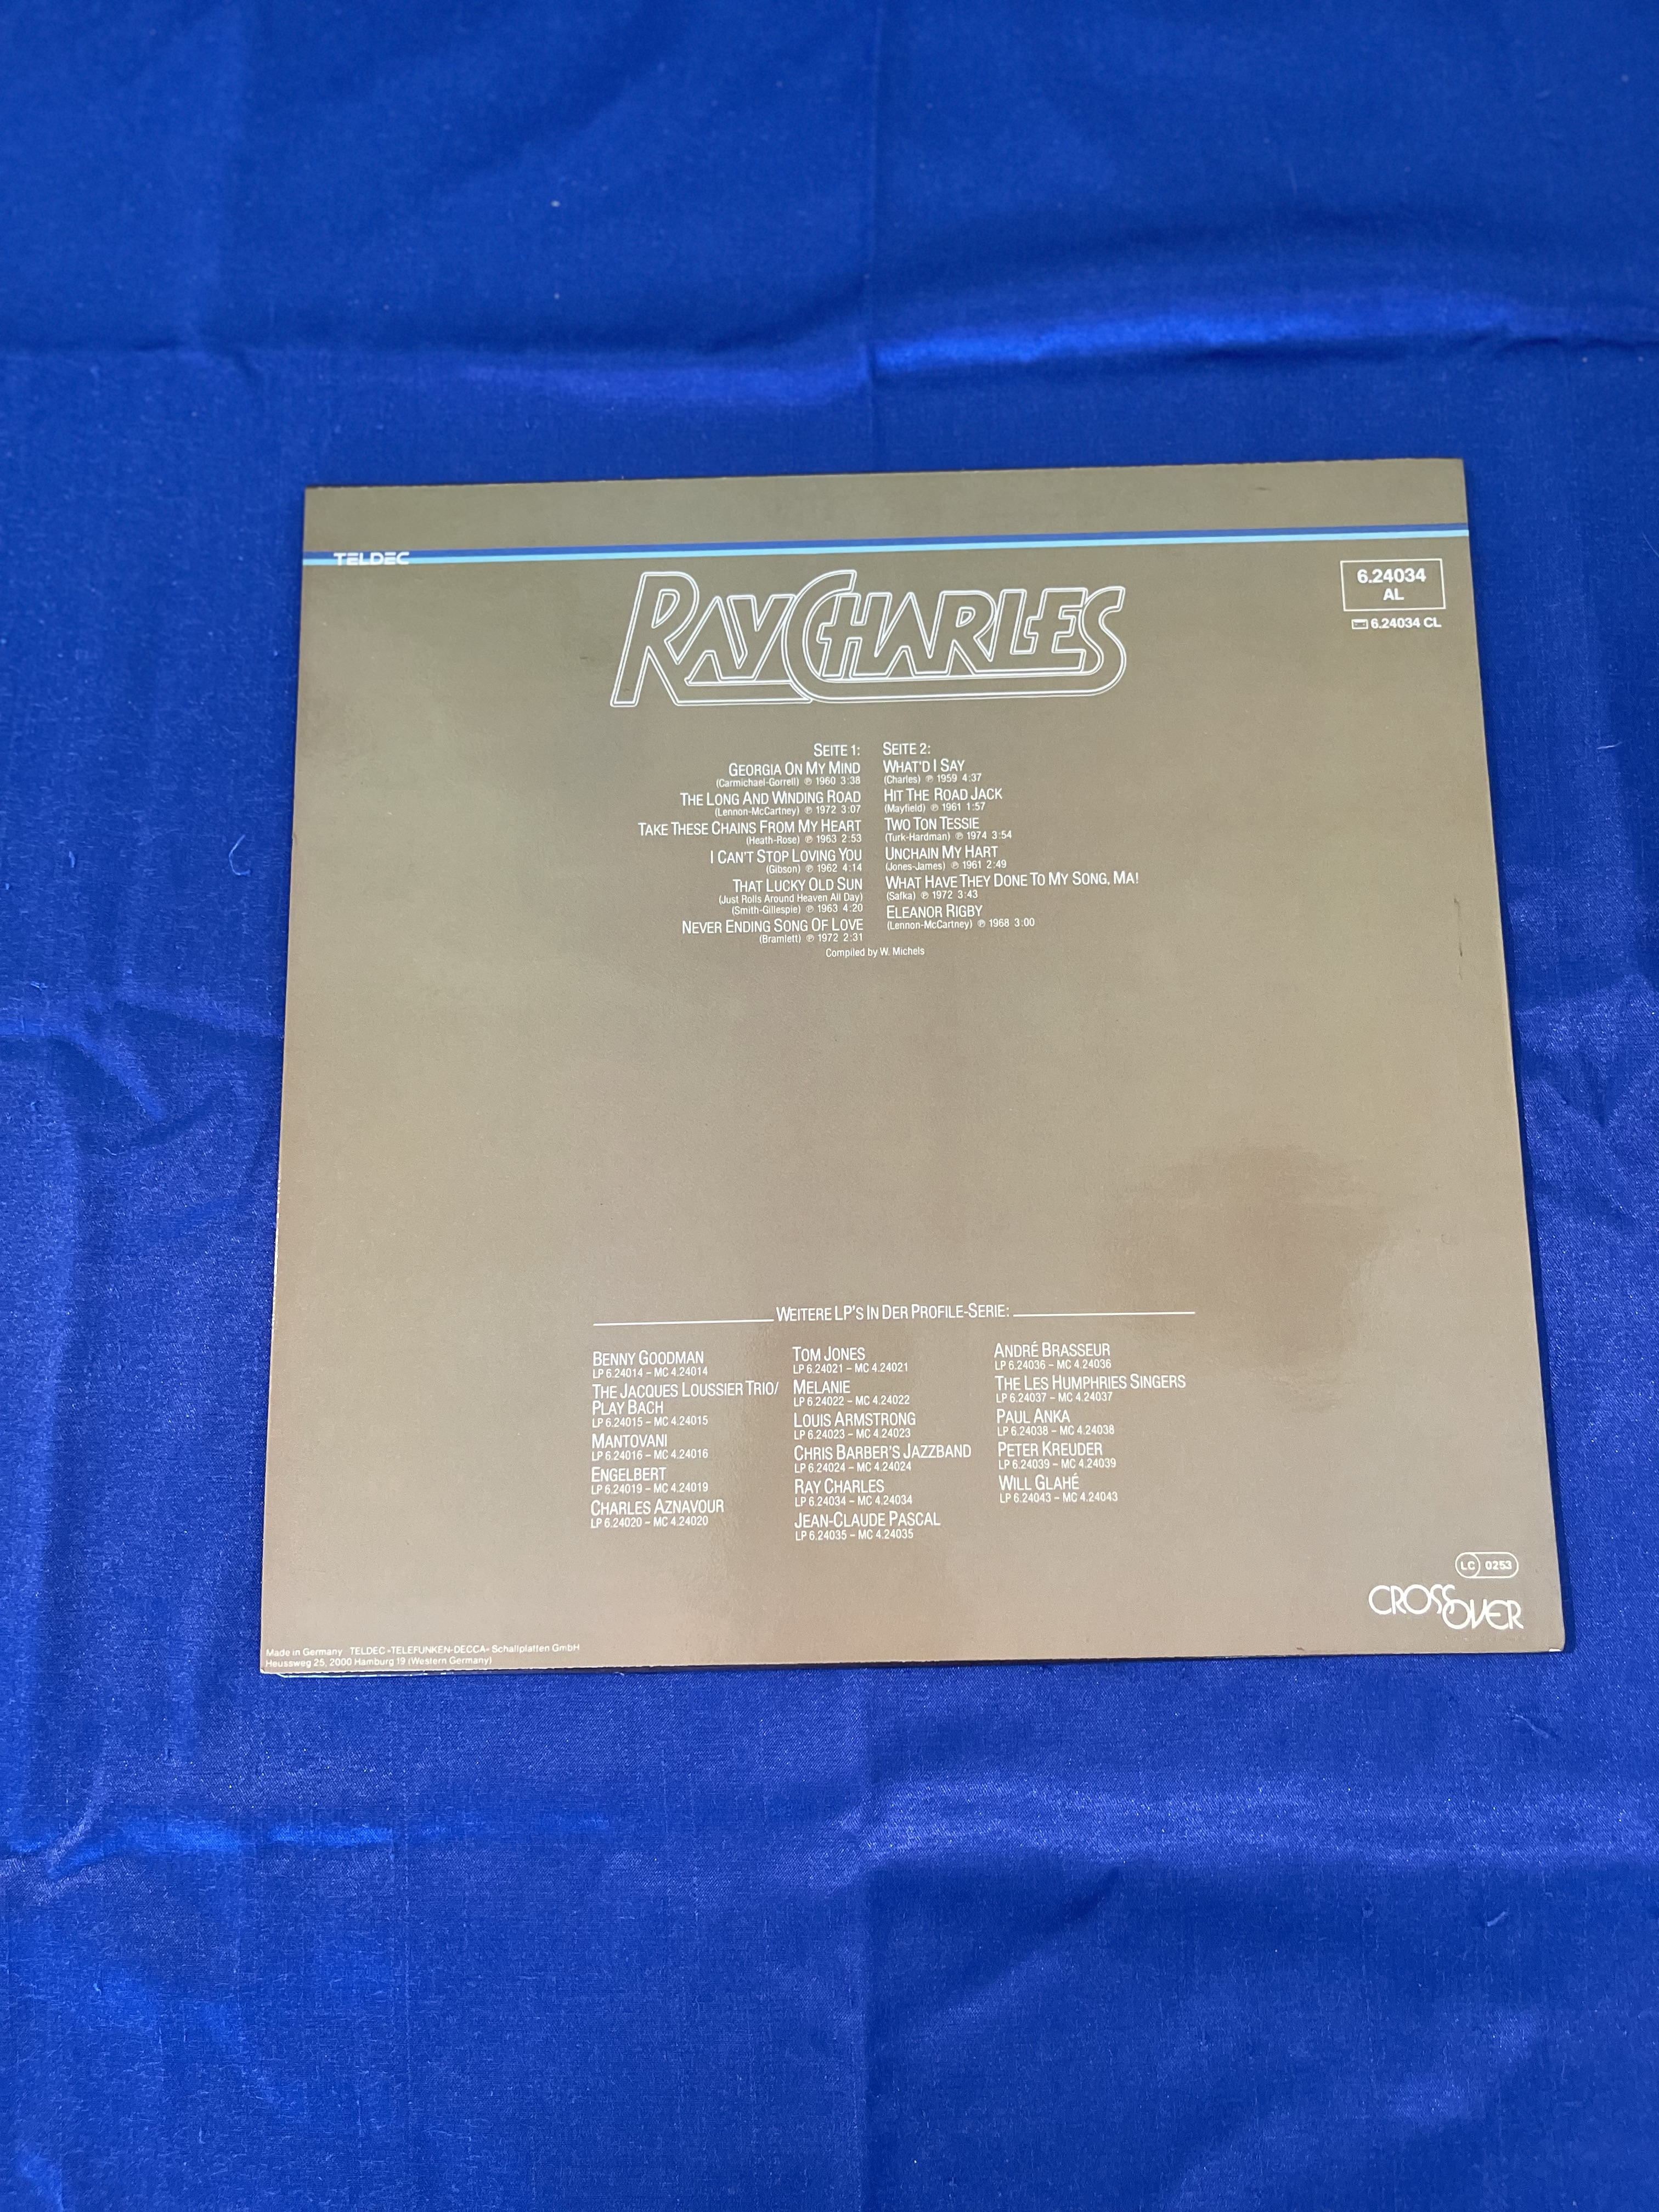 TELDEC
RAY CHARLES
6.24034
AL
6.24034 CL
SEITE 1:
GEORGIA ON MY MIND
(Carmichael-Gorrell) ℗ 1960 3:38
THE LONG AND WINDING ROAD
(Lennon-McCartney) ℗ 1972 3:07
TAKE THESE CHAINS FROM MY HEART
(Heath-Rose) ℗ 1963 2:53
I CAN'T STOP LOVING YOU
(Gibson) ℗ 1962 4:14
THAT LUCKY OLD SUN
(Just Rolls Around Heaven All Day)
(Smith-Gillespie) ℗ 1963 4:20
NEVER ENDING SONG OF LOVE
(Bramlett) ℗ 1972 2:31
SEITE 2:
WHAT'D I SAY
(Charles) ℗ 1959 4:37
HIT THE ROAD JACK
(Mayfield) ℗ 1961 1:57
TWO TON TESSIE
(Turk-Hardman) ℗ 1974 3:54
UNCHAIN MY HART
(Jones-James) ℗ 1961 2:49
WHAT HAVE THEY DONE TO MY SONG, MA!
(Safka) ℗ 1972 3:43
ELEANOR RIGBY
(Lennon-McCartney) ℗ 1968 3:00
Compiled by W. Michels
WEITERE LP'S IN DER PROFILE-SERIE:
BENNY GOODMAN
LP 6.24014 – MC 4.24014
THE JACQUES LOUSSIER TRIO/
PLAY BACH
LP 6.24015 – MC 4.24015
MANTOVANI
LP 6.24016 – MC 4.24016
ENGELBERT
LP 6.24019 – MC 4.24019
CHARLES AZNAVOUR
LP 6.24020 – MC 4.24020
TOM JONES
LP 6.24021 – MC 4.24021
MELANIE
LP 6.24022 – MC 4.24022
LOUIS ARMSTRONG
LP 6.24023 – MC 4.24023
CHRIS BARBER'S JAZZBAND
LP 6.24024 – MC 4.24024
RAY CHARLES
LP 6.24034 – MC 4.24034
JEAN-CLAUDE PASCAL
LP 6.24035 – MC 4.24035
ANDRÉ BRASSEUR
LP 6.24036 – MC 4.24036
THE LES HUMPHRIES SINGERS
LP 6.24037 – MC 4.24037
PAUL ANKA
LP 6.24038 – MC 4.24038
PETER KREUDER
LP 6.24039 – MC 4.24039
WILL GLAHÉ
LP 6.24043 – MC 4.24043
LC 0253
CROSS OVER
Made in Germany TELDEC »TELEFUNKEN-DECCA« Schallplatten GmbH
Heussweg 25, 2000 Hamburg 19 (Western Germany)